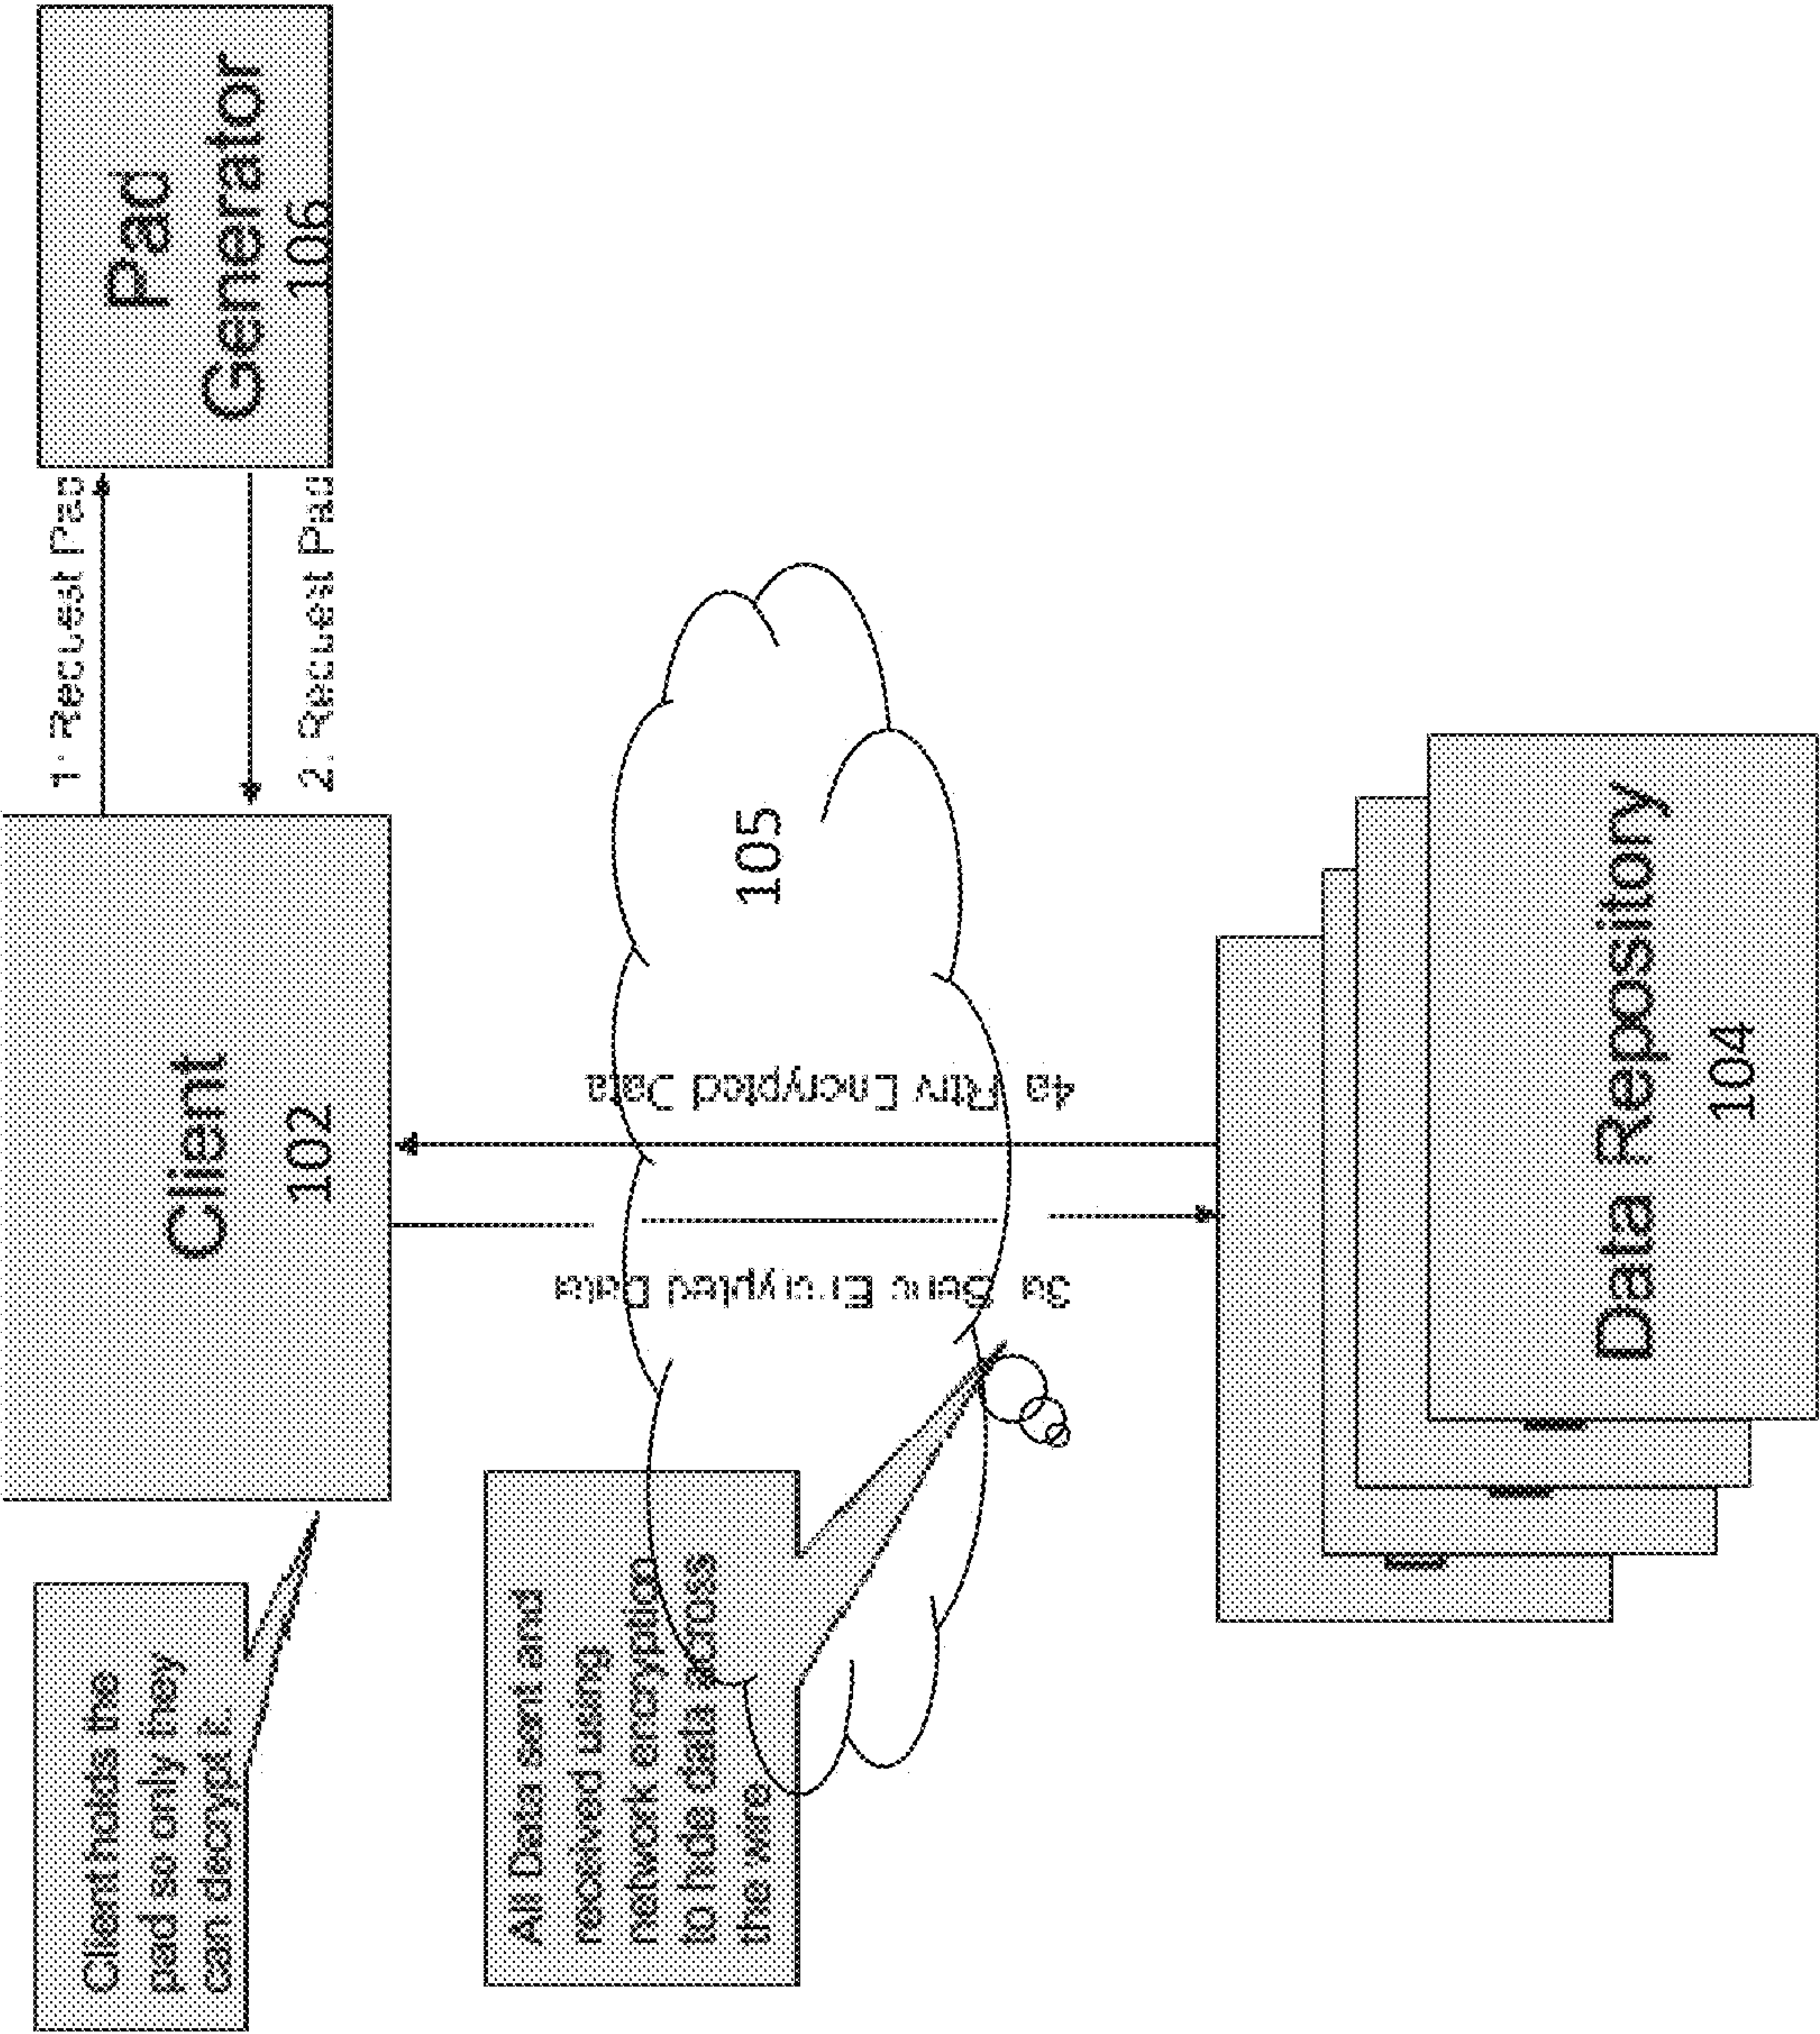 Client holds the
pad so only they
can decrypt it.
Client
102
1: Request Pad
2: Request Pad
Pad
Generator
106
All Data sent and
received using
network encryption
to hide data across
the wire
3a Send Encrypted Data
4a Rtrv Encrypted Data
105
Data Repository
104